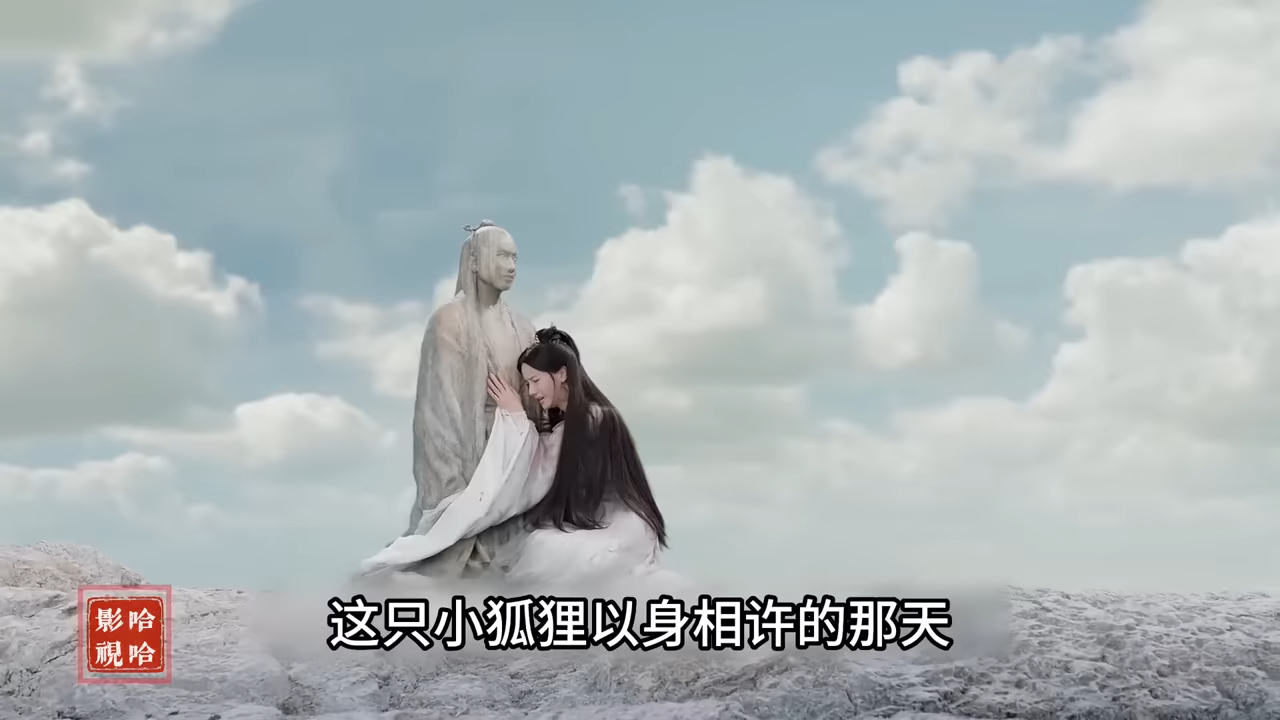 这只小狐狸以身相许的那天
哈哈
影視